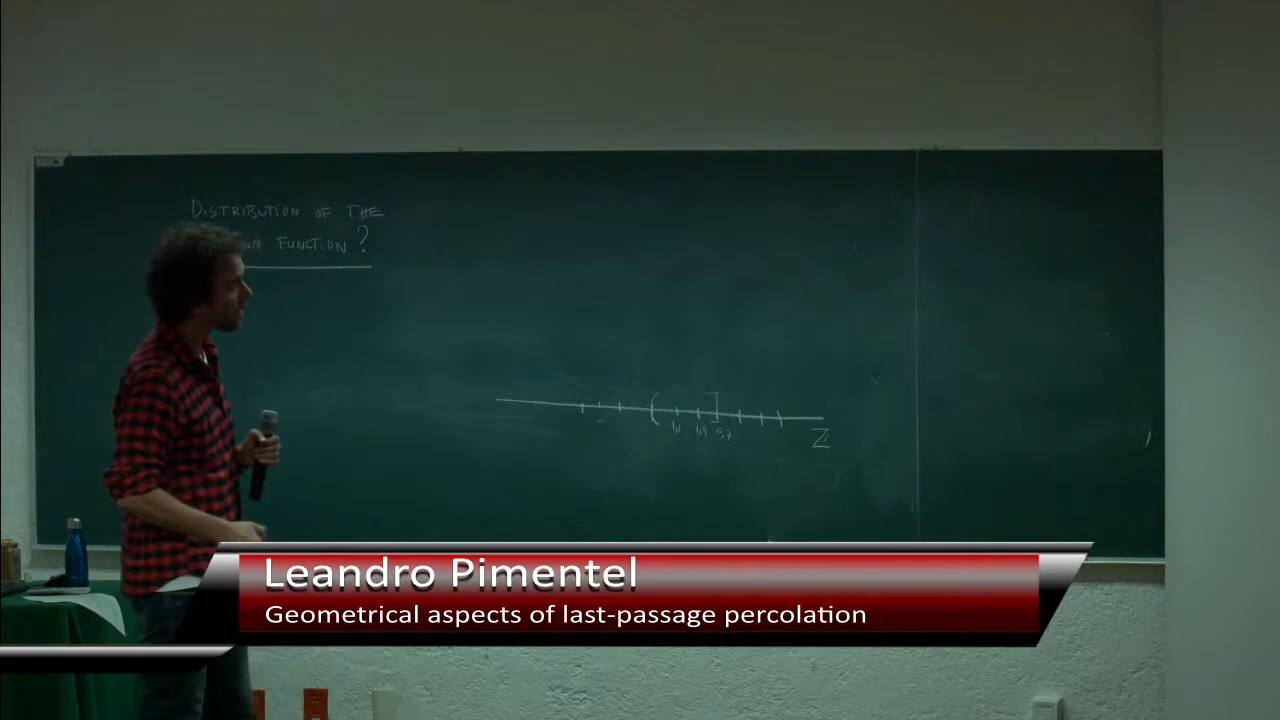 DISTRIBUTION OF THE
FUNCTION?
Z
Leandro Pimentel
Geometrical aspects of last-passage percolation